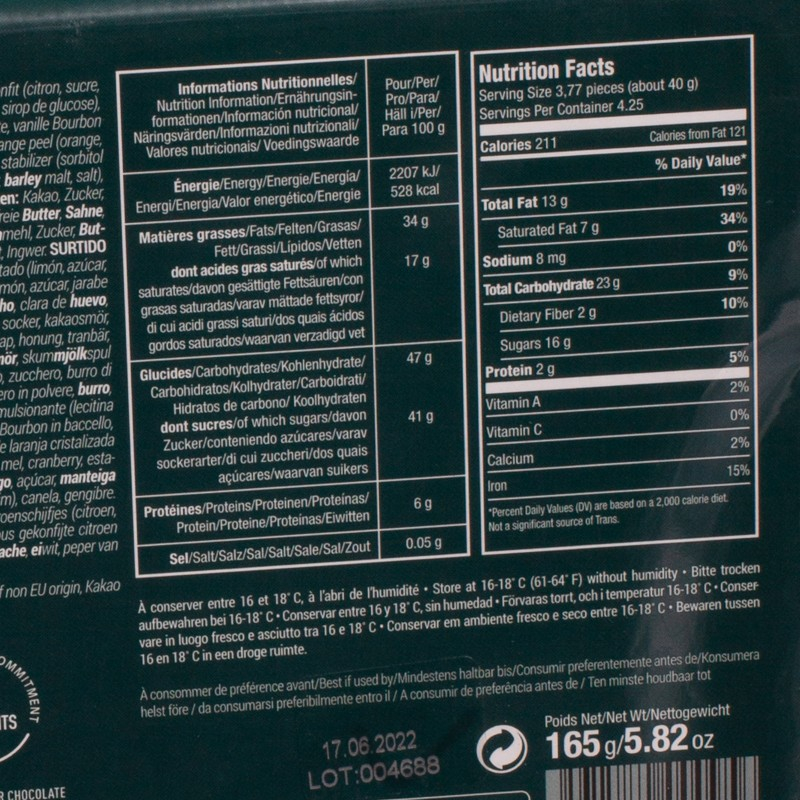 nfit (citron, sucre,
sirop de glucose),
e, vanille Bourbon
ange peel (orange,
stabilizer (sorbitol
barley malt, salt),
en: Kakao, Zucker,
reie Butter, Sahne,
mehl, Zucker, But-
, Ingwer. SURTIDO
tado (limón, azúcar,
món, azúcar, jarabe
ho, clara de huevo,
socker, kakaosmör,
ap, honung, tranbär,
mör, skummjölkspul
o, zucchero, burro di
ero in polvere, burro,
mulsionante (lecitina
Bourbon in baccello,
e laranja cristalizada
mel, cranberry, esta-
go, açúcar, manteiga
m), canela, gengibre.
roenschijfjes (citroen,
us gekonfijte citroen
ache, eiwit, peper van
f non EU origin, Kakao
OMMITMENT
ITS
R CHOCOLATE
Informations Nutritionnelles/
Nutrition Information/Ernährungsin-
formationen/Información nutricional/
Näringsvärden/Informazioni nutrizionali/
Valores nutricionais/ Voedingswaarde
Pour/Per/
Pro/Para/
Häll i/Per/
Para 100 g
Énergie/Energy/Energie/Energía/
Energi/Energia/Valor energético/Energie
2207 kJ/
528 kcal
Matières grasses/Fats/Felten/Grasas/
Fett/Grassi/Lípidos/Vetten
34 g
dont acides gras saturés/of which
saturates/davon gesättigte Fettsäuren/con
grasas saturadas/varav mättade fettsyror/
di cui acidi grassi saturi/dos quais ácidos
gordos saturados/waarvan verzadigd vet
17 g
Glucides/Carbohydrates/Kohlenhydrate/
Carbohidratos/Kolhydrater/Carboidrati/
Hidratos de carbono/ Koolhydraten
47 g
dont sucres/of which sugars/davon
Zucker/conteniendo azúcares/varav
sockerarter/di cui zuccheri/dos quais
açúcares/waarvan suikers
41 g
Protéines/Proteins/Proteinen/Proteínas/
Protein/Proteine/Proteínas/Eiwitten
6 g
Sel/Salt/Salz/Sal/Salt/Sale/Sal/Zout
0.05 g
Nutrition Facts
Serving Size 3,77 pieces (about 40 g)
Servings Per Container 4.25
Calories 211 Calories from Fat 121
% Daily Value*
Total Fat 13 g 19%
Saturated Fat 7 g 34%
Sodium 8 mg 0%
Total Carbohydrate 23 g 9%
Dietary Fiber 2 g 10%
Sugars 16 g
Protein 2 g 5%
Vitamin A 2%
Vitamin C 0%
Calcium 2%
Iron 15%
*Percent Daily Values (DV) are based on a 2,000 calorie diet.
Not a significant source of Trans.
À conserver entre 16 et 18° C, à l'abri de l'humidité • Store at 16-18° C (61-64° F) without humidity • Bitte trocken
aufbewahren bei 16-18° C • Conservar entre 16 y 18° C, sin humedad • Förvaras torrt, och i temperatur 16-18° C • Conser-
vare in luogo fresco e asciutto tra 16 e 18° C • Conservar em ambiente fresco e seco entre 16-18° C • Bewaren tussen
16 en 18° C in een droge ruimte.
À consommer de préférence avant/Best if used by/Mindestens haltbar bis/Consumir preferentemente antes de/Konsumera
helst före / da consumarsi preferibilmente entro il / A consumir de preferência antes de / Ten minste houdbaar tot
17.06.2022
LOT:004688
Poids Net/Net Wt/Nettogewicht
165 g/5.82 oz